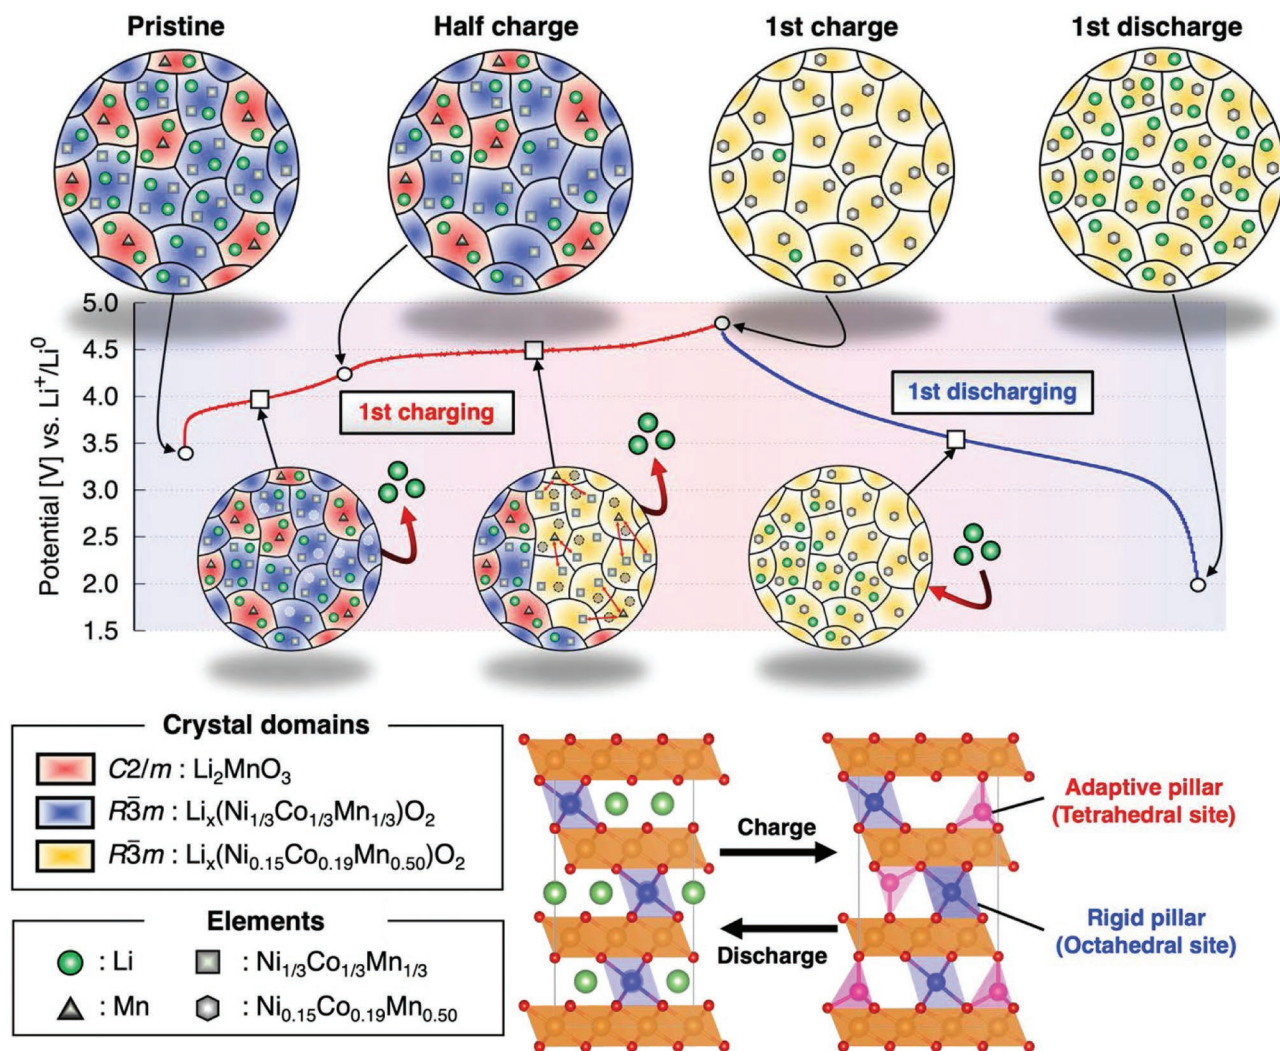 Pristine
Half charge
1st charge
1st discharge
Potential [V] vs. Li⁺/Li⁰
5.0
4.5
4.0
3.5
3.0
2.5
2.0
1.5
1st charging
1st discharging
Crystal domains
C2/m : Li₂MnO₃
R3̅m : Liₓ(Ni₁/₃Co₁/₃Mn₁/₃)O₂
R3̅m : Liₓ(Ni₀.₁₅Co₀.₁₉Mn₀.₅₀)O₂
Elements
: Li
: Ni₁/₃Co₁/₃Mn₁/₃
: Mn
: Ni₀.₁₅Co₀.₁₉Mn₀.₅₀
Charge
Discharge
Adaptive pillar
(Tetrahedral site)
Rigid pillar
(Octahedral site)